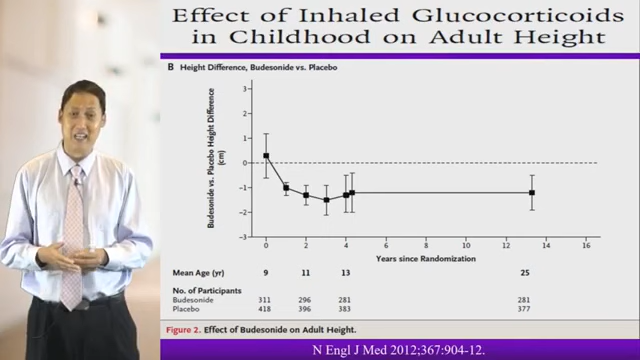 Effect of Inhaled Glucocorticoids
in Childhood on Adult Height
B Height Difference, Budesonide vs. Placebo
Budesonide vs. Placebo Height Difference
(cm)
3
2
1
0
−1
−2
−3
0 2 4 6 8 10 12 14 16
Years since Randomization
Mean Age (yr) 9 11 13 25
No. of Participants
Budesonide 311 296 281 281
Placebo 418 396 383 377
Figure 2. Effect of Budesonide on Adult Height.
N Engl J Med 2012;367:904-12.